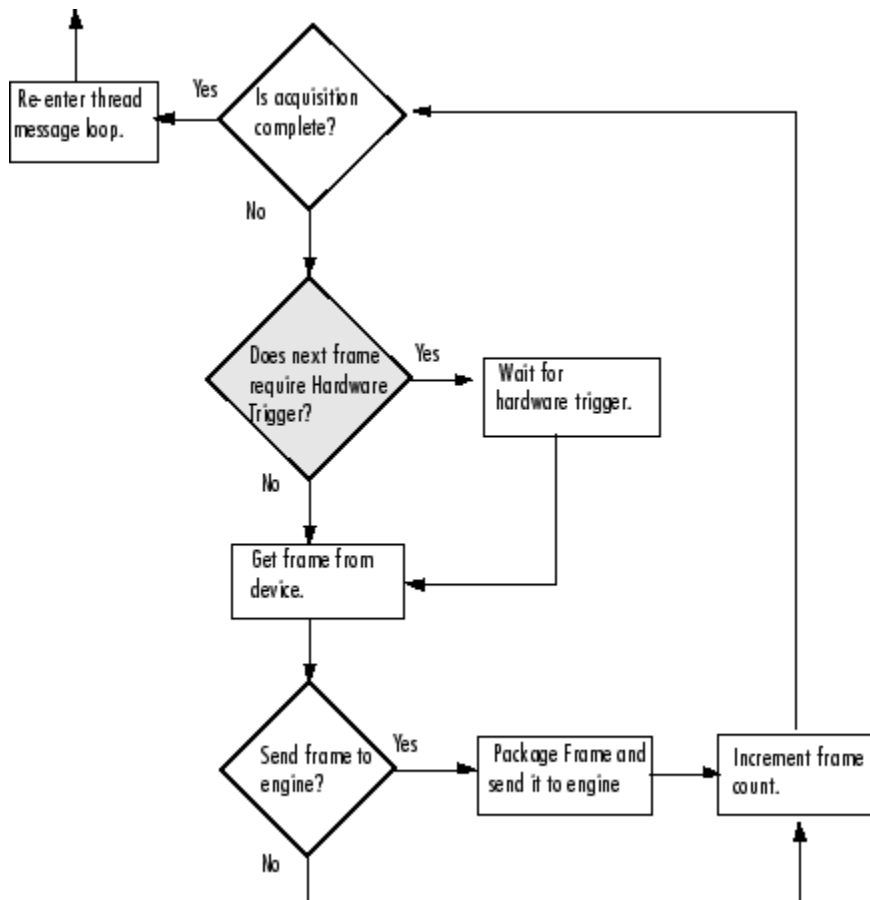 Yes
Is acquisition
complete?
Re-enter thread
message loop.
No
Does next frame
require Hardware
Trigger?
Yes
Wait for
hardware trigger.
No
Get frame from
device.
Send frame to
engine?
Yes
Package Frame and
send it to engine
Increment frame
count.
No